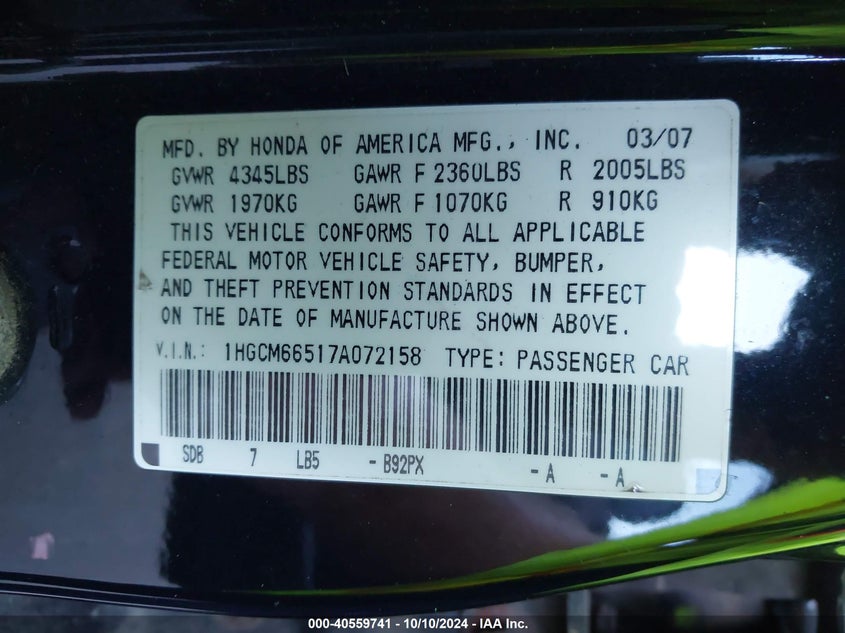 MFD. BY HONDA OF AMERICA MFG., INC. 03/07
GVWR 4345LBS GAWR F 2360LBS R 2005LBS
GVWR 1970KG GAWR F 1070KG R 910KG
THIS VEHICLE CONFORMS TO ALL APPLICABLE
FEDERAL MOTOR VEHICLE SAFETY, BUMPER,
AND THEFT PREVENTION STANDARDS IN EFFECT
ON THE DATE OF MANUFACTURE SHOWN ABOVE.
V.I.N.: 1HGCM66517A072158 TYPE: PASSENGER CAR
SDB 7 LB5 - B92PX - A - A
000-40559741 - 10/10/2024 - IAA Inc.